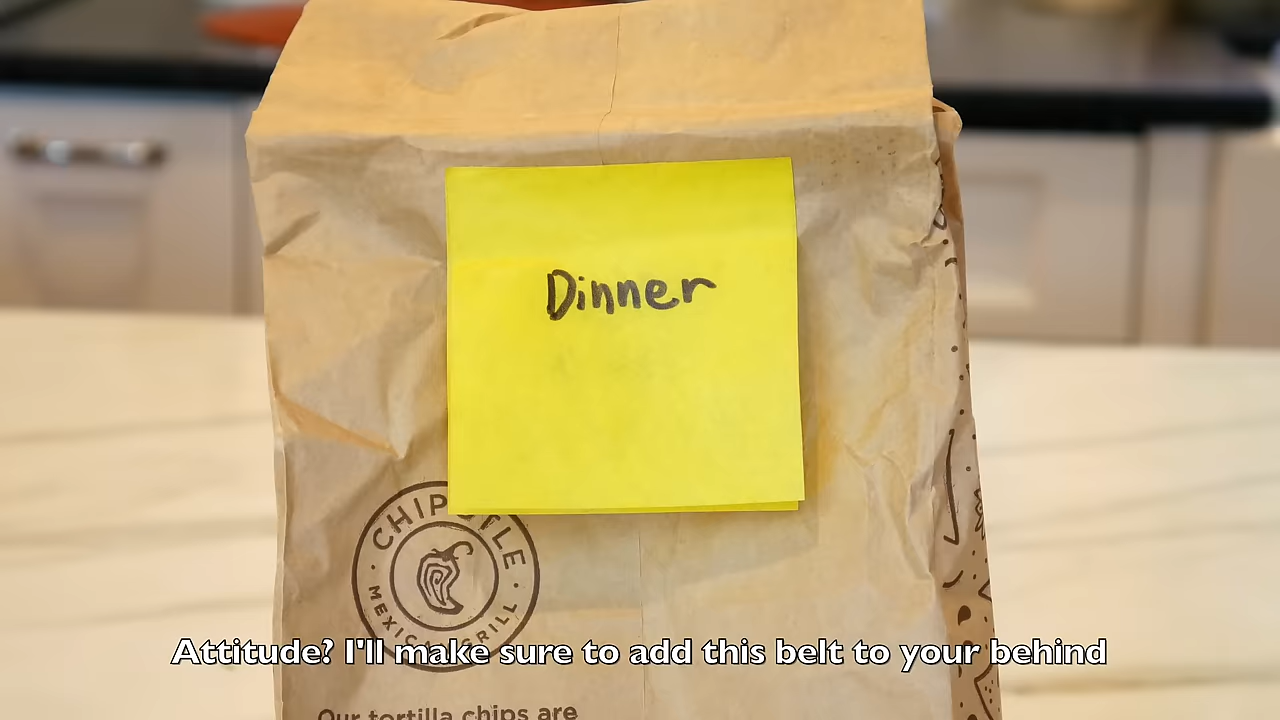 Dinner
CHIPOTLE
MEXICAN GRILL
Attitude? I'll make sure to add this belt to your behind
Our tortilla chips are